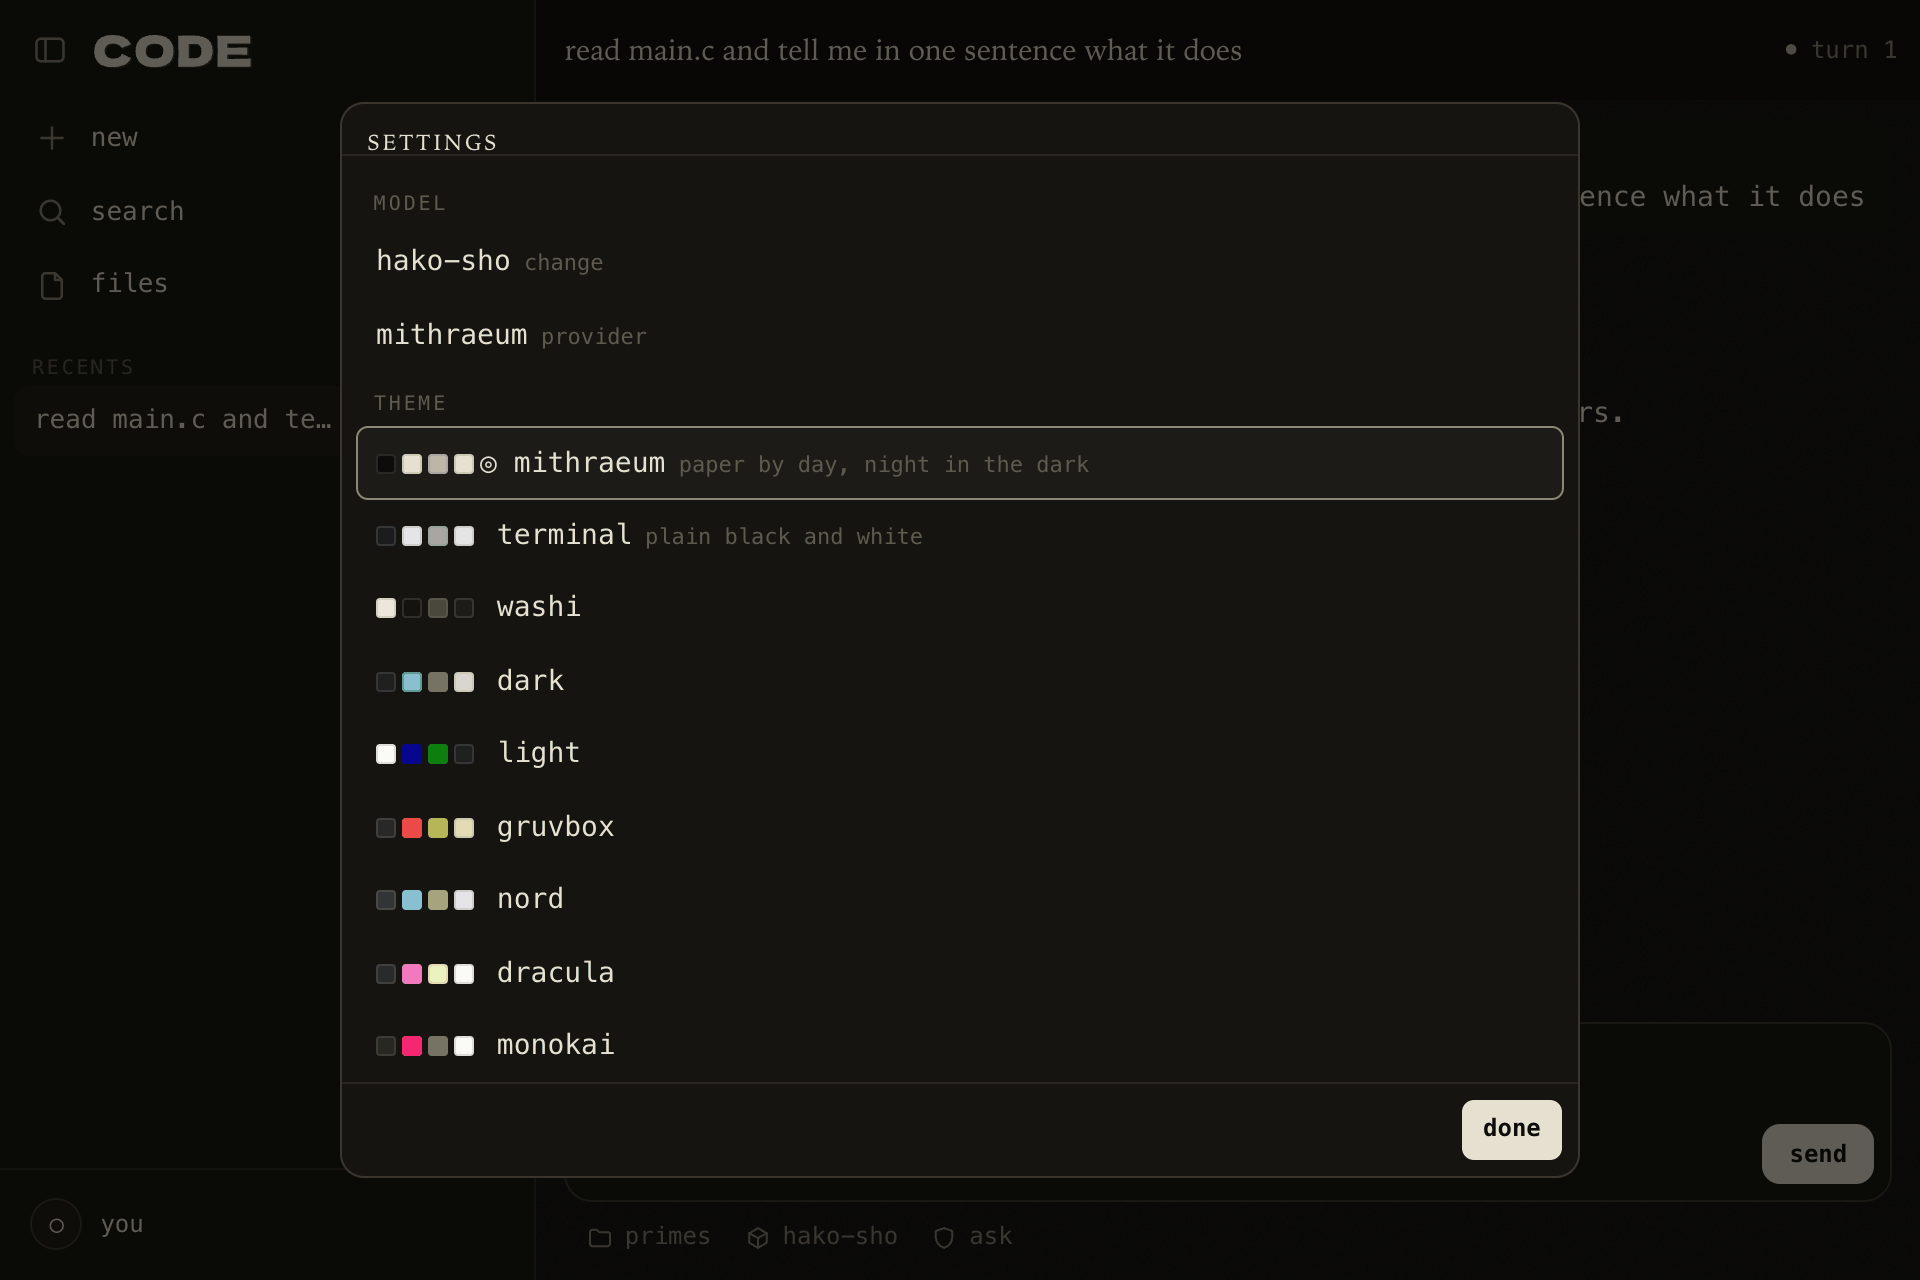 CODE
read main.c and tell me in one sentence what it does
turn 1
new
search
files
RECENTS
read main.c and te…
you
ence what it does
rs.
SETTINGS
MODEL
hako-sho change
mithraeum provider
THEME
◎ mithraeum paper by day, night in the dark
terminal plain black and white
washi
dark
light
gruvbox
nord
dracula
monokai
done
send
primes hako-sho ask